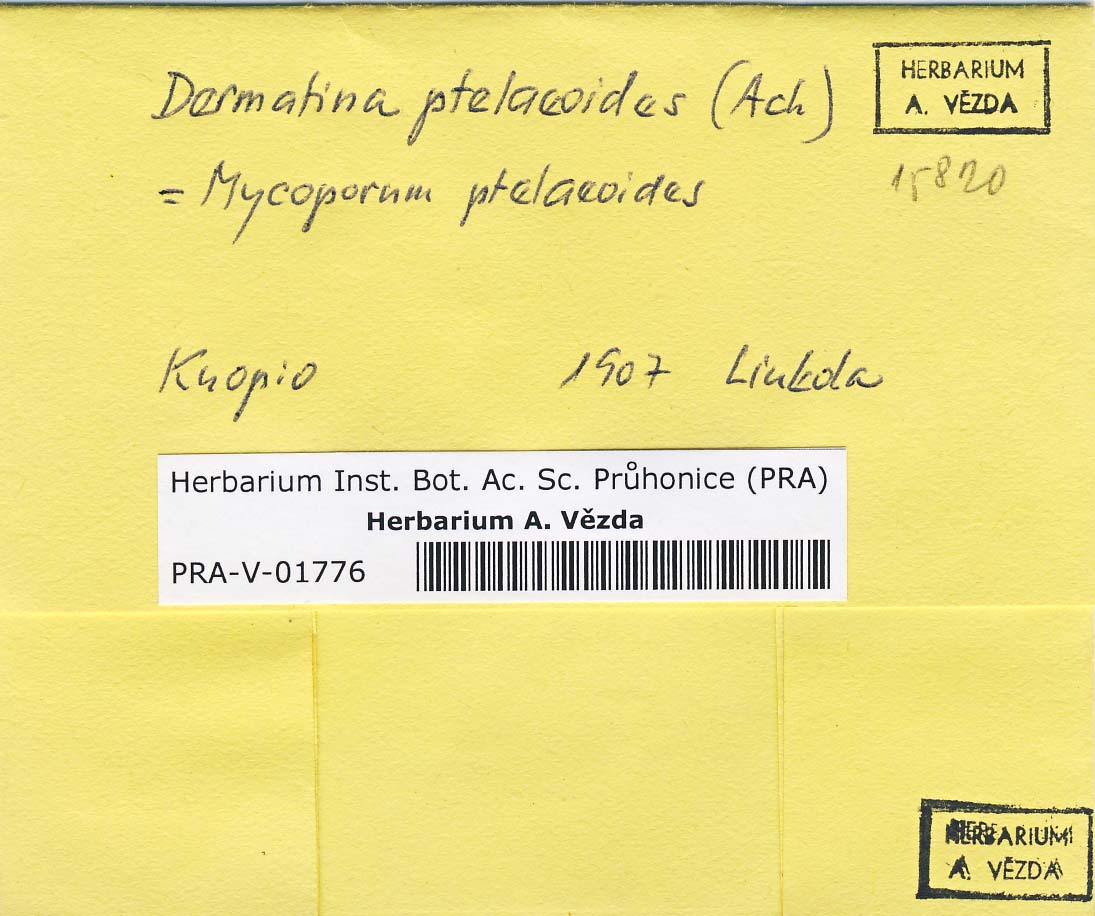 Dermatina ptelaeoides (Ach)
= Mycoporum ptelaeoides
HERBARIUM
A. VĚZDA
15820
Kuopio 1907 Linkola
Herbarium Inst. Bot. Ac. Sc. Průhonice (PRA)
Herbarium A. Vězda
PRA-V-01776
HERBARIUM
A. VĚZDA